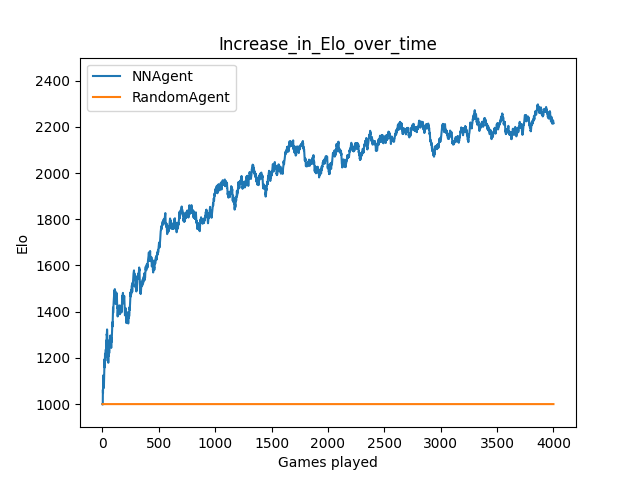 Increase_in_Elo_over_time
NNAgent
RandomAgent
2400
2200
2000
1800
1600
1400
1200
1000
Elo
0 500 1000 1500 2000 2500 3000 3500 4000
Games played